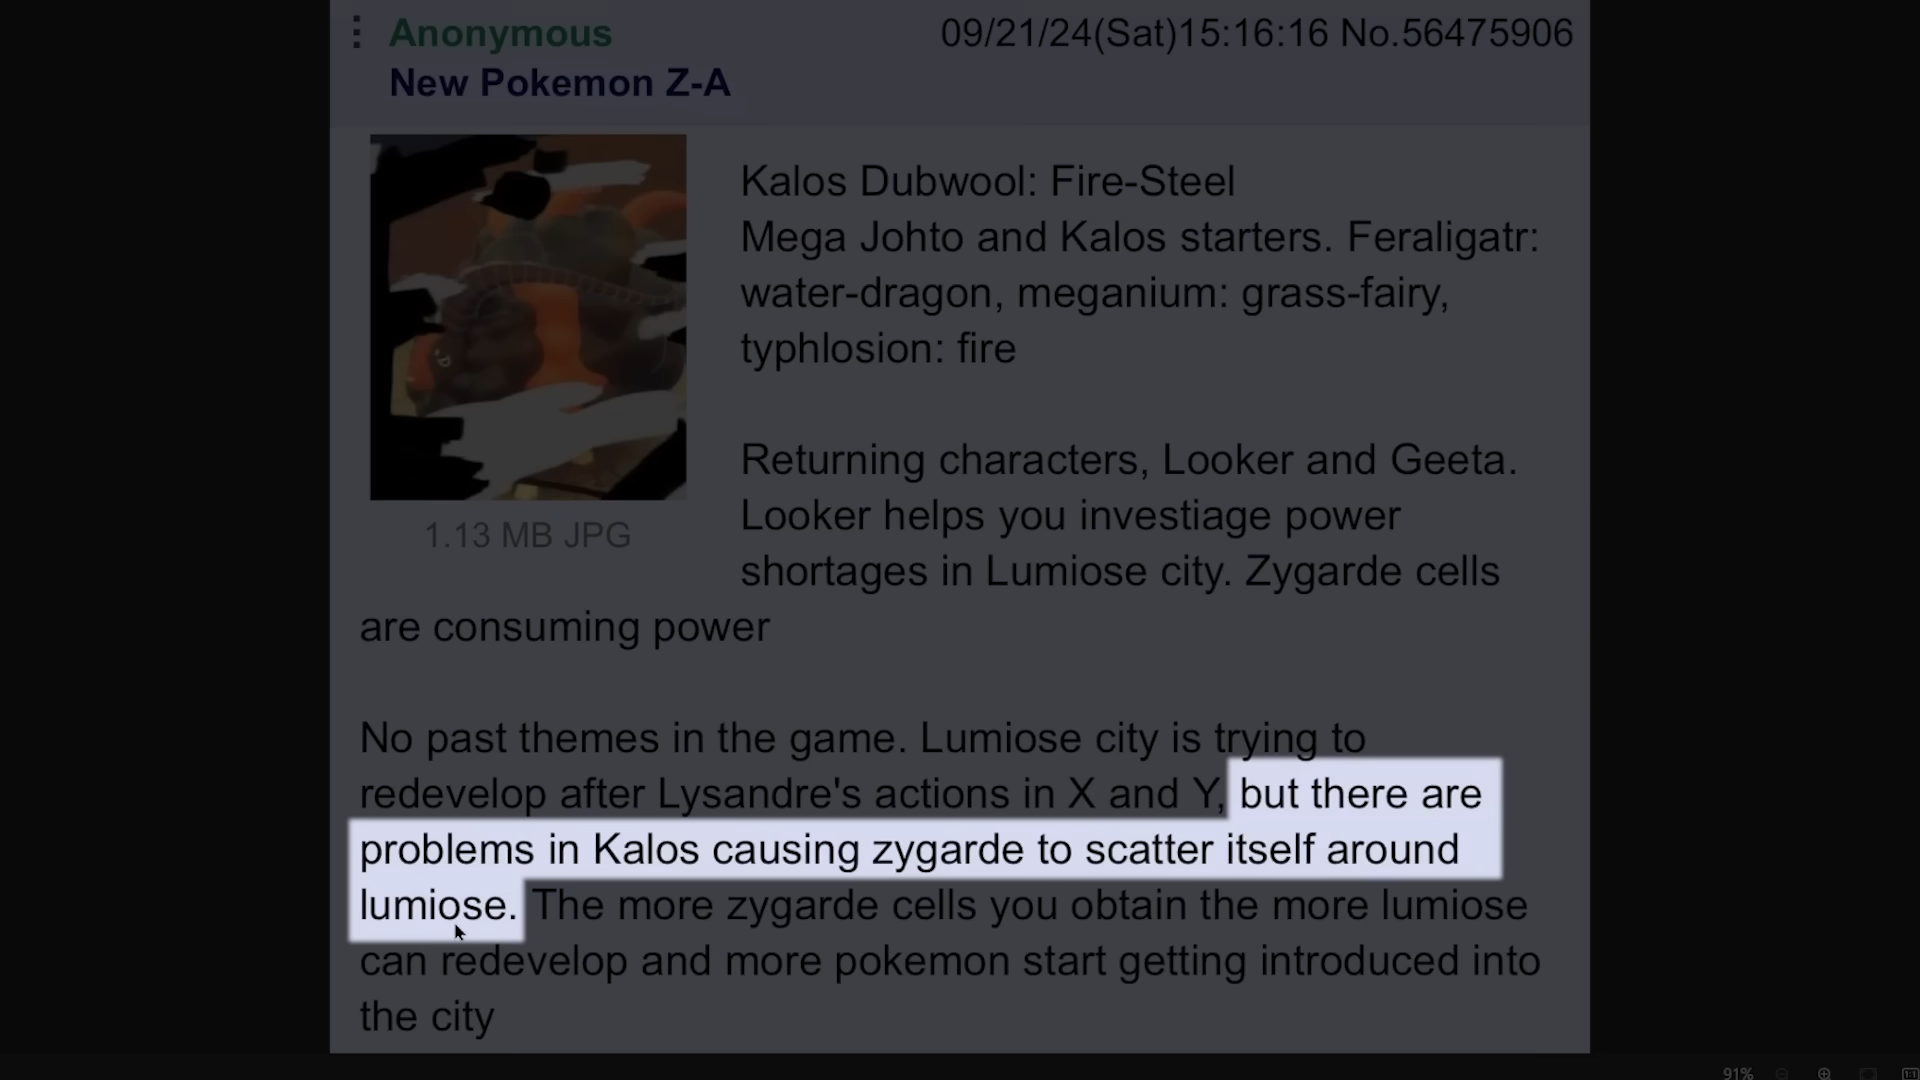 Anonymous 09/21/24(Sat)15:16:16 No.56475906
New Pokemon Z-A
Kalos Dubwool: Fire-Steel
Mega Johto and Kalos starters. Feraligatr:
water-dragon, meganium: grass-fairy,
typhlosion: fire
Returning characters, Looker and Geeta.
Looker helps you investiage power
shortages in Lumiose city. Zygarde cells
are consuming power
1.13 MB JPG
No past themes in the game. Lumiose city is trying to
redevelop after Lysandre's actions in X and Y, but there are
problems in Kalos causing zygarde to scatter itself around
lumiose. The more zygarde cells you obtain the more lumiose
can redevelop and more pokemon start getting introduced into
the city
91%
1:1